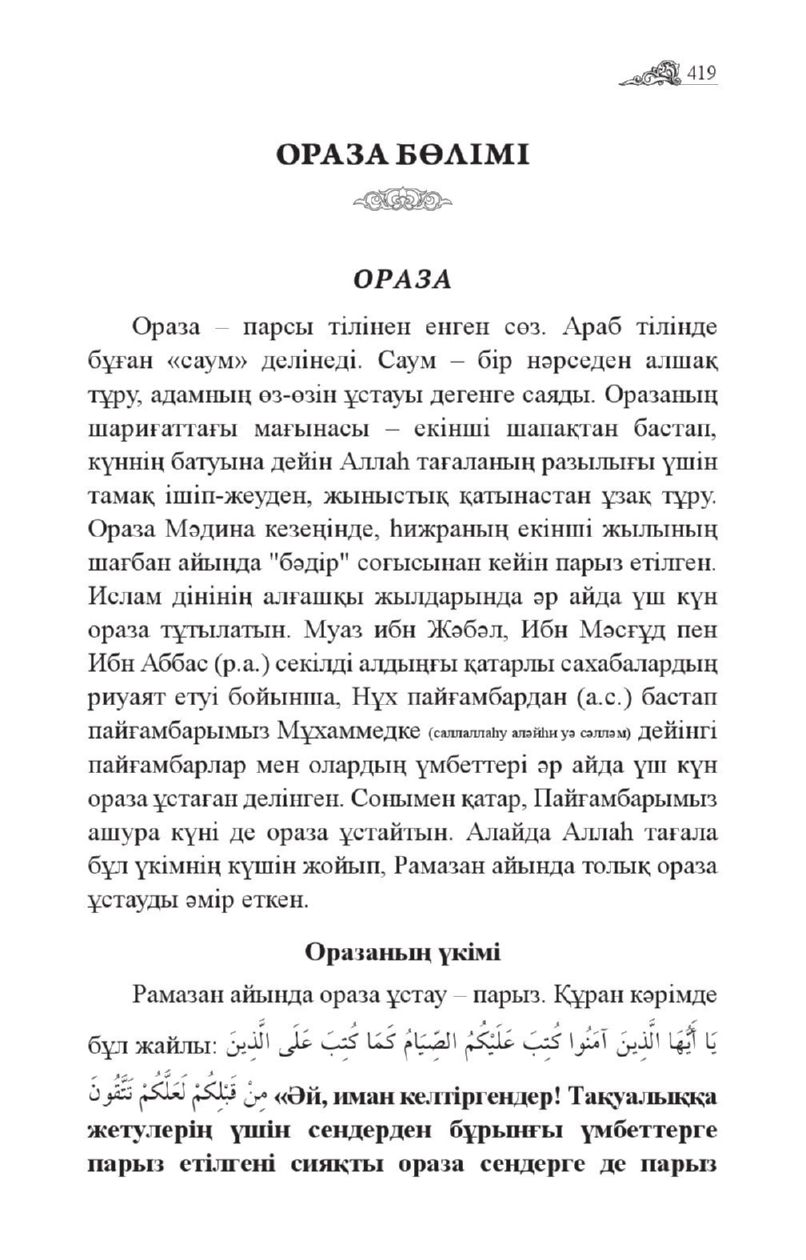 419
ОРАЗА БӨЛІМІ
ОРАЗА
Ораза – парсы тілінен енген сөз. Араб тілінде
бұған «саум» делінеді. Саум – бір нәрседен алшақ
тұру, адамның өз-өзін ұстауы дегенге саяды. Оразаның
шариғаттағы мағынасы – екінші шапақтан бастап,
күннің батуына дейін Аллаһ тағаланың разылығы үшін
тамақ ішіп-жеуден, жыныстық қатынастан ұзақ тұру.
Ораза Мәдина кезеңінде, һижраның екінші жылының
шағбан айында "бәдір" соғысынан кейін парыз етілген.
Ислам дінінің алғашқы жылдарында әр айда үш күн
ораза тұтылатын. Муаз ибн Жәбәл, Ибн Мәсғұд пен
Ибн Аббас (р.а.) секілді алдыңғы қатарлы сахабалардың
риуаят етуі бойынша, Нұх пайғамбардан (а.с.) бастап
пайғамбарымыз Мұхаммедке (саллаллаһу аләйһи уә сәлләм) дейінгі
пайғамбарлар мен олардың үмбеттері әр айда үш күн
ораза ұстаған делінген. Сонымен қатар, Пайғамбарымыз
ашура күні де ораза ұстайтын. Алайда Аллаһ тағала
бұл үкімнің күшін жойып, Рамазан айында толық ораза
ұстауды әмір еткен.
Оразаның үкімі
Рамазан айында ораза ұстау – парыз. Құран кәрімде
бұл жайлы: يَا أَيُّهَا الَّذِينَ آمَنُوا كُتِبَ عَلَيْكُمُ الصِّيَامُ كَمَا كُتِبَ عَلَى الَّذِينَ
مِنْ قَبْلِكُمْ لَعَلَّكُمْ تَتَّقُونَ «Әй, иман келтіргендер! Тақуалыққа
жетулерің үшін сендерден бұрынғы үмбеттерге
парыз етілгені сияқты ораза сендерге де парыз